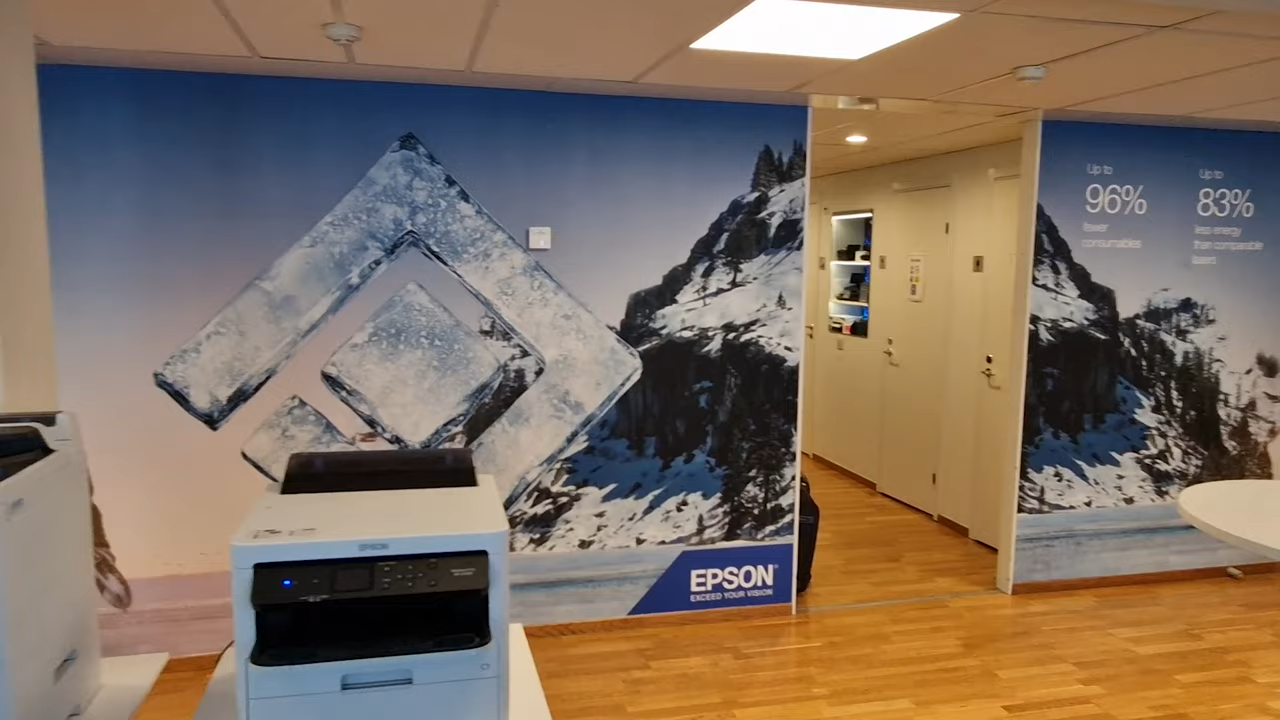 Up to
96%
fewer
consumables
Up to
83%
less energy
than comparable
lasers
EPSON
EPSON
EXCEED YOUR VISION